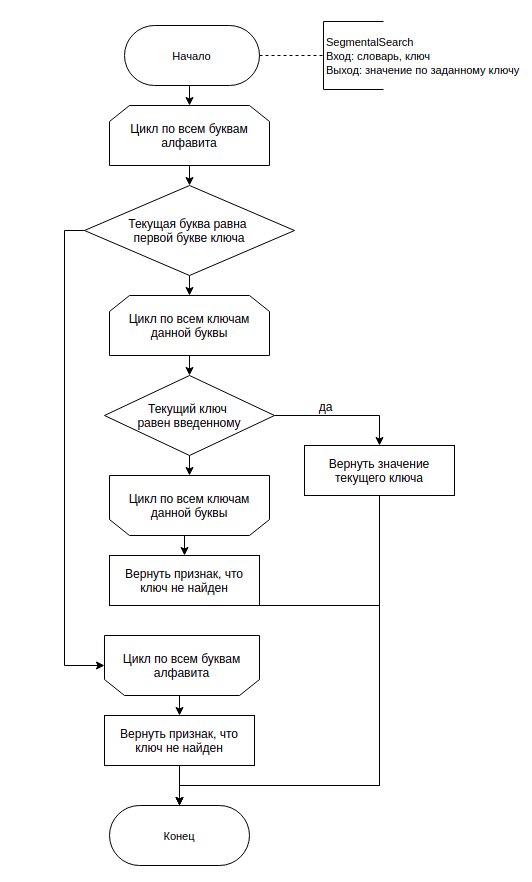 Начало
SegmentalSearch
Вход: словарь, ключ
Выход: значение по заданному ключу
Цикл по всем буквам
алфавита
Текущая буква равна
первой букве ключа
Цикл по всем ключам
данной буквы
Текущий ключ
равен введенному
да
Вернуть значение
текущего ключа
Цикл по всем ключам
данной буквы
Вернуть признак, что
ключ не найден
Цикл по всем буквам
алфавита
Вернуть признак, что
ключ не найден
Конец